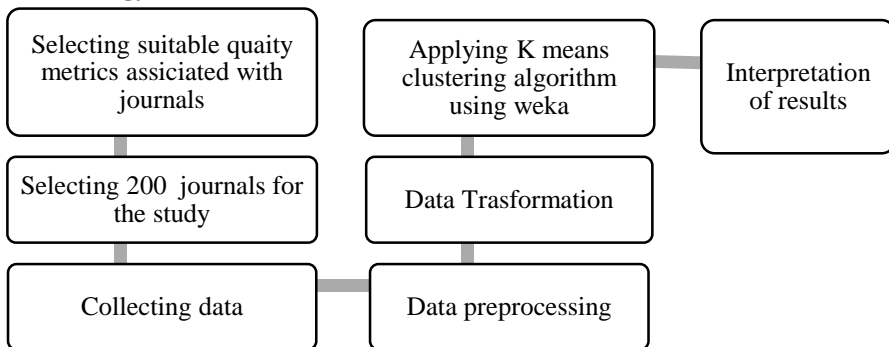 Selecting suitable quaity
metrics assiciated with
journals
Selecting 200 journals for
the study
Collecting data
Data preprocessing
Data Trasformation
Applying K means
clustering algorithm
using weka
Interpretation
of results